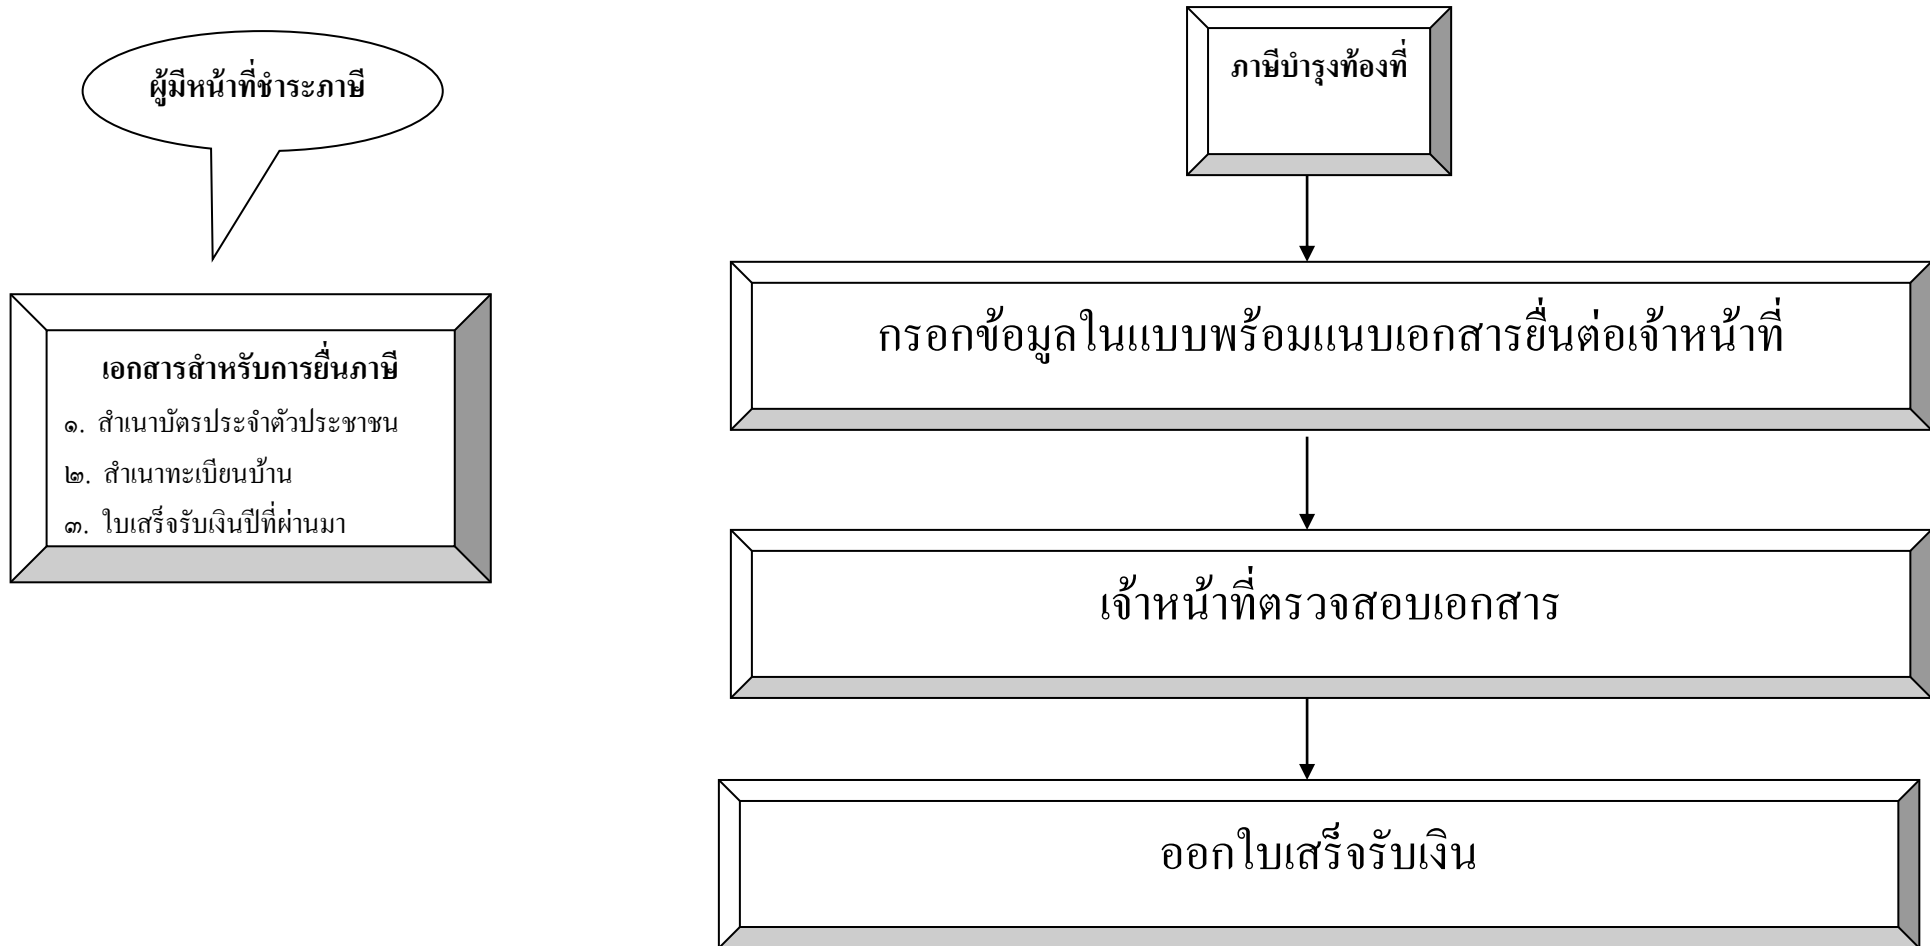 ผู้มีหน้าที่ชำระภาษี
เอกสารสำหรับการยื่นภาษี
๑. สำเนาบัตรประจำตัวประชาชน
๒. สำเนาทะเบียนบ้าน
๓. ใบเสร็จรับเงินปีที่ผ่านมา
ภาษีบำรุงท้องที่
กรอกข้อมูลในแบบพร้อมแนบเอกสารยื่นต่อเจ้าหน้าที่
เจ้าหน้าที่ตรวจสอบเอกสาร
ออกใบเสร็จรับเงิน